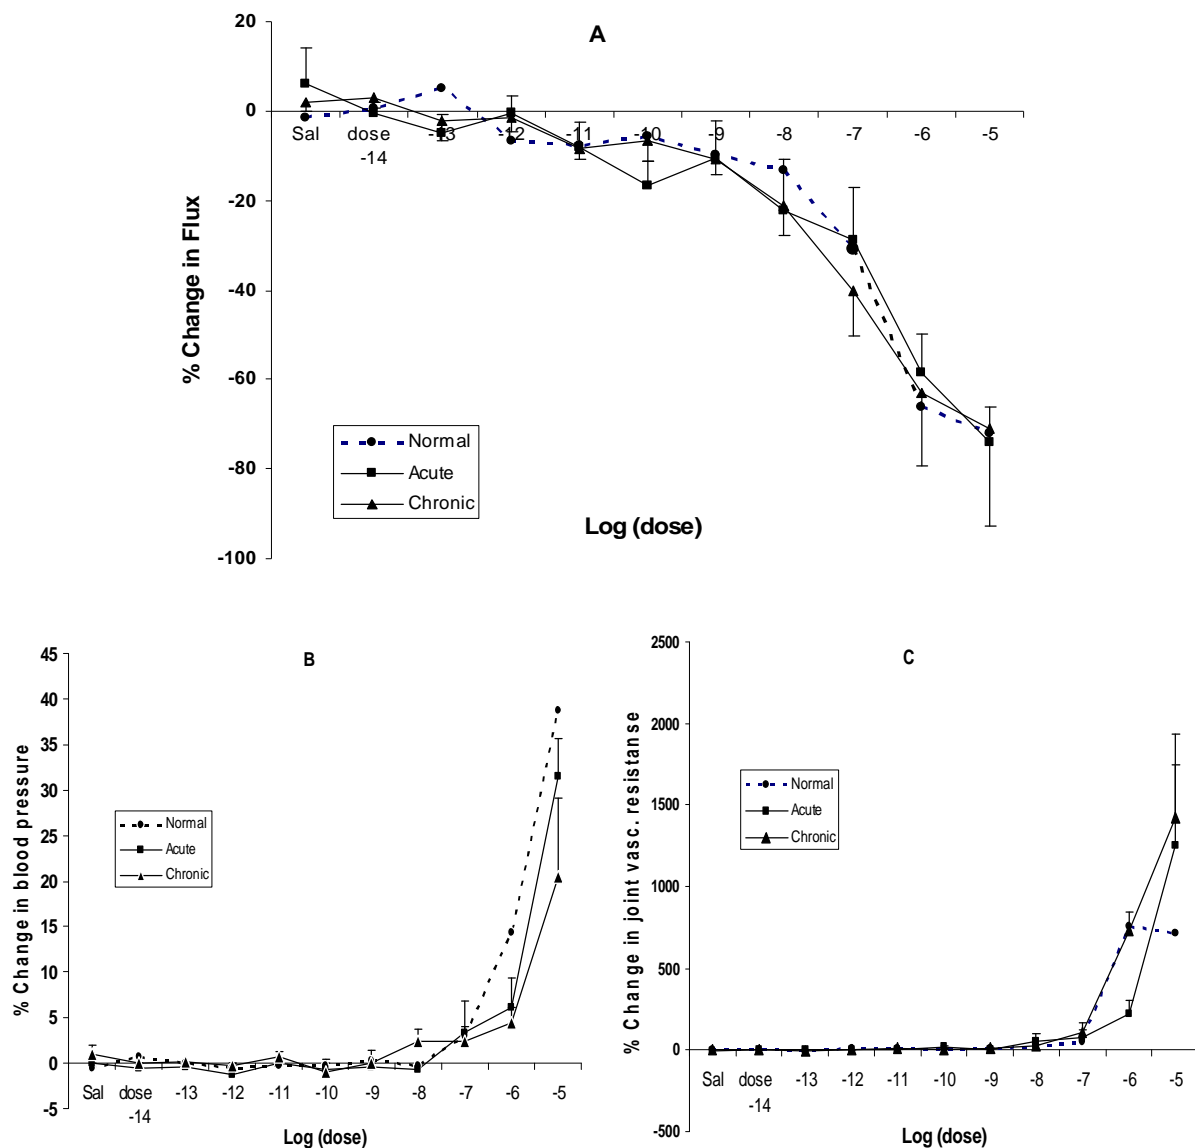 A
20
0
-20
-40
-60
-80
-100
% Change in Flux
Sal dose -13 -12 -11 -10 -9 -8 -7 -6 -5
-14
Normal
Acute
Chronic
Log (dose)
B
45
40
35
30
25
20
15
10
5
0
-5
% Change in blood pressure
Normal
Acute
Chronic
Sal dose -13 -12 -11 -10 -9 -8 -7 -6 -5
-14
Log (dose)
C
2500
2000
1500
1000
500
0
-500
% Change in joint vasc. resistanse
Normal
Acute
Chronic
Sal dose -13 -12 -11 -10 -9 -8 -7 -6 -5
-14
Log (dose)